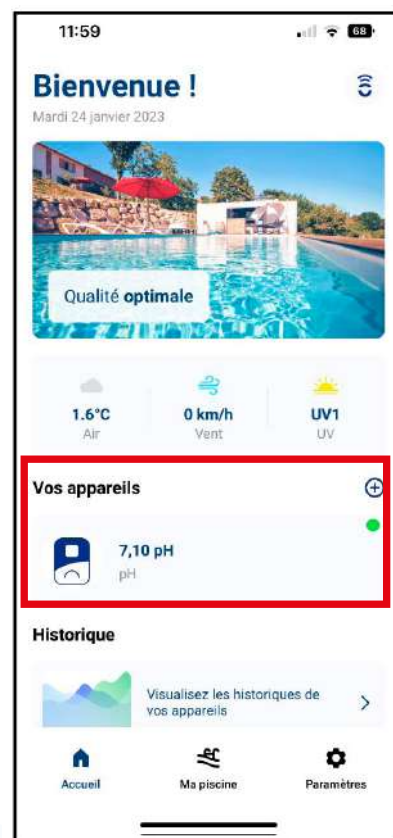 11:59
68
Bienvenue !
Mardi 24 janvier 2023
Qualité optimale
1.6°C
0 km/h
UV1
Air
Vent
UV
Vos appareils
7,10 pH
pH
Historique
Visualisez les historiques de
vos appareils
Accueil
Ma piscine
Paramètres